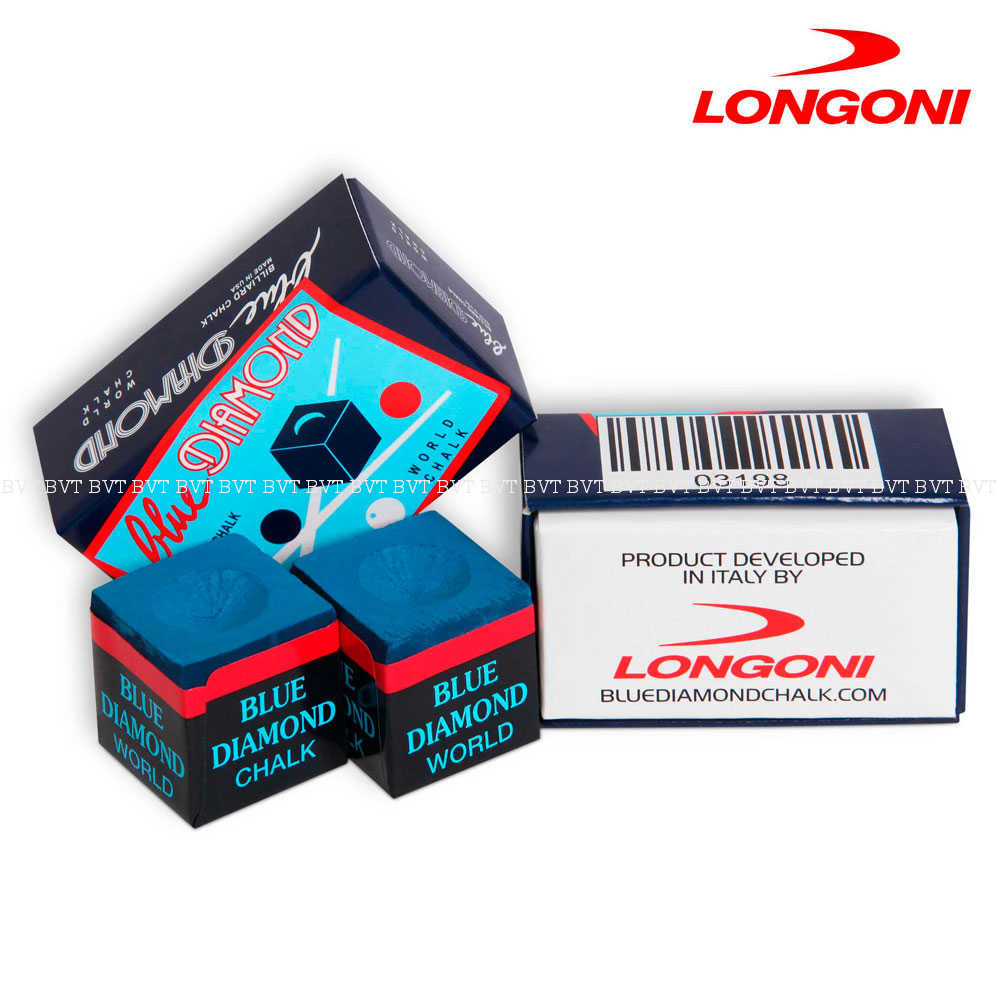 LONGONI
blue DIAMOND
BILLIARD CHALK
MADE IN USA
WORLD
CHALK
blue DIAMOND
WORLD
CHALK
CHALK
03198
BVT BVT BVT BVT BVT BVT BVT BVT BVT BVT BVT BVT BVT BVT BVT BVT BVT BVT BVT BVT BVT BVT BVT
PRODUCT DEVELOPED
IN ITALY BY
LONGONI
BLUEDIAMONDCHALK.COM
BLUE
DIAMOND
WORLD
BLUE
DIAMOND
CHALK
BLUE
DIAMOND
WORLD